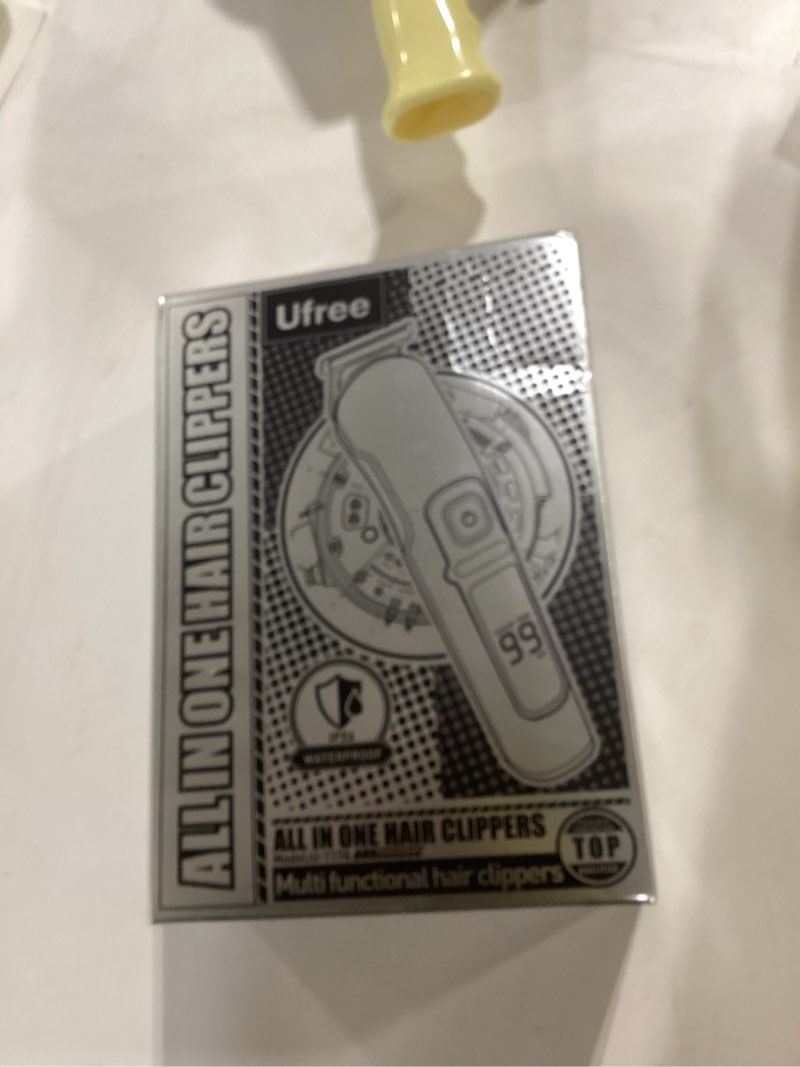 ALL IN ONE HAIR CLIPPERS
Ufree
99
WATERPROOF
ALL IN ONE HAIR CLIPPERS
Multi functional hair clippers
TOP